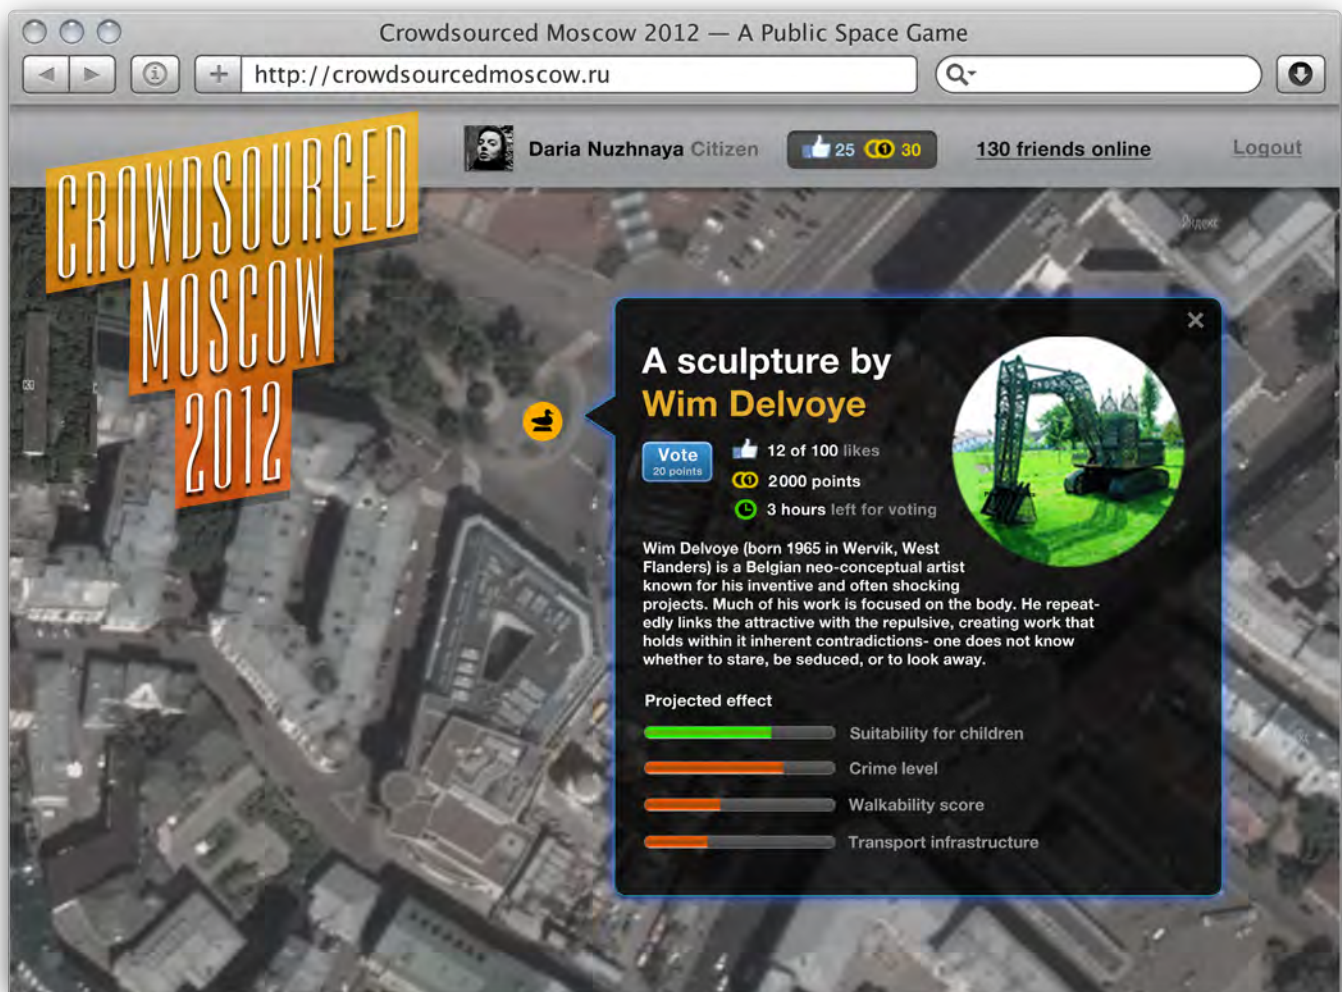 Crowdsourced Moscow 2012 — A Public Space Game
http://crowdsourcedmoscow.ru
CROWDSOURCED
MOSCOW
2012
Daria Nuzhnaya Citizen
25
1
30
130 friends online
Logout
Яндекс
A sculpture by
Wim Delvoye
Vote
20 points
12 of 100 likes
1
2000 points
3 hours left for voting
Wim Delvoye (born 1965 in Wervik, West
Flanders) is a Belgian neo-conceptual artist
known for his inventive and often shocking
projects. Much of his work is focused on the body. He repeat-
edly links the attractive with the repulsive, creating work that
holds within it inherent contradictions- one does not know
whether to stare, be seduced, or to look away.
Projected effect
Suitability for children
Crime level
Walkability score
Transport infrastructure